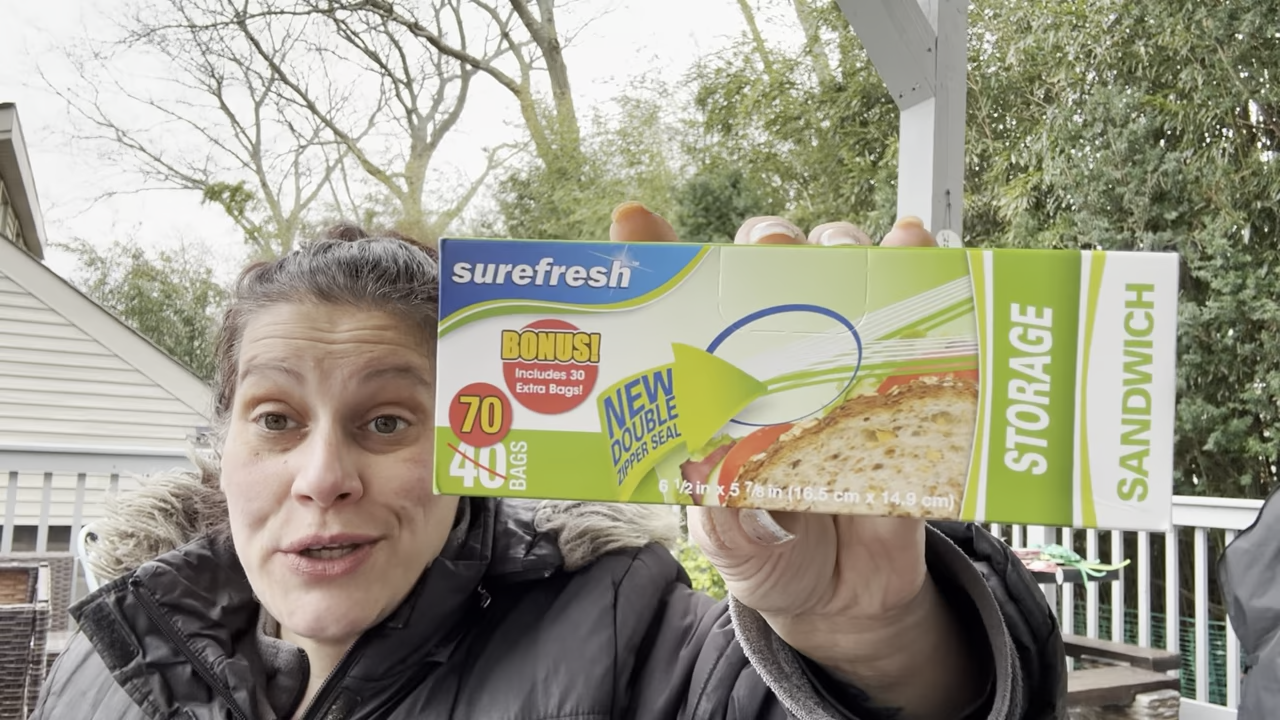 surefresh™
BONUS!
Includes 30
Extra Bags!
70
40 BAGS
NEW
DOUBLE
ZIPPER SEAL
6 1/2 in x 5 7/8 in (16.5 cm x 14.9 cm)
STORAGE
SANDWICH